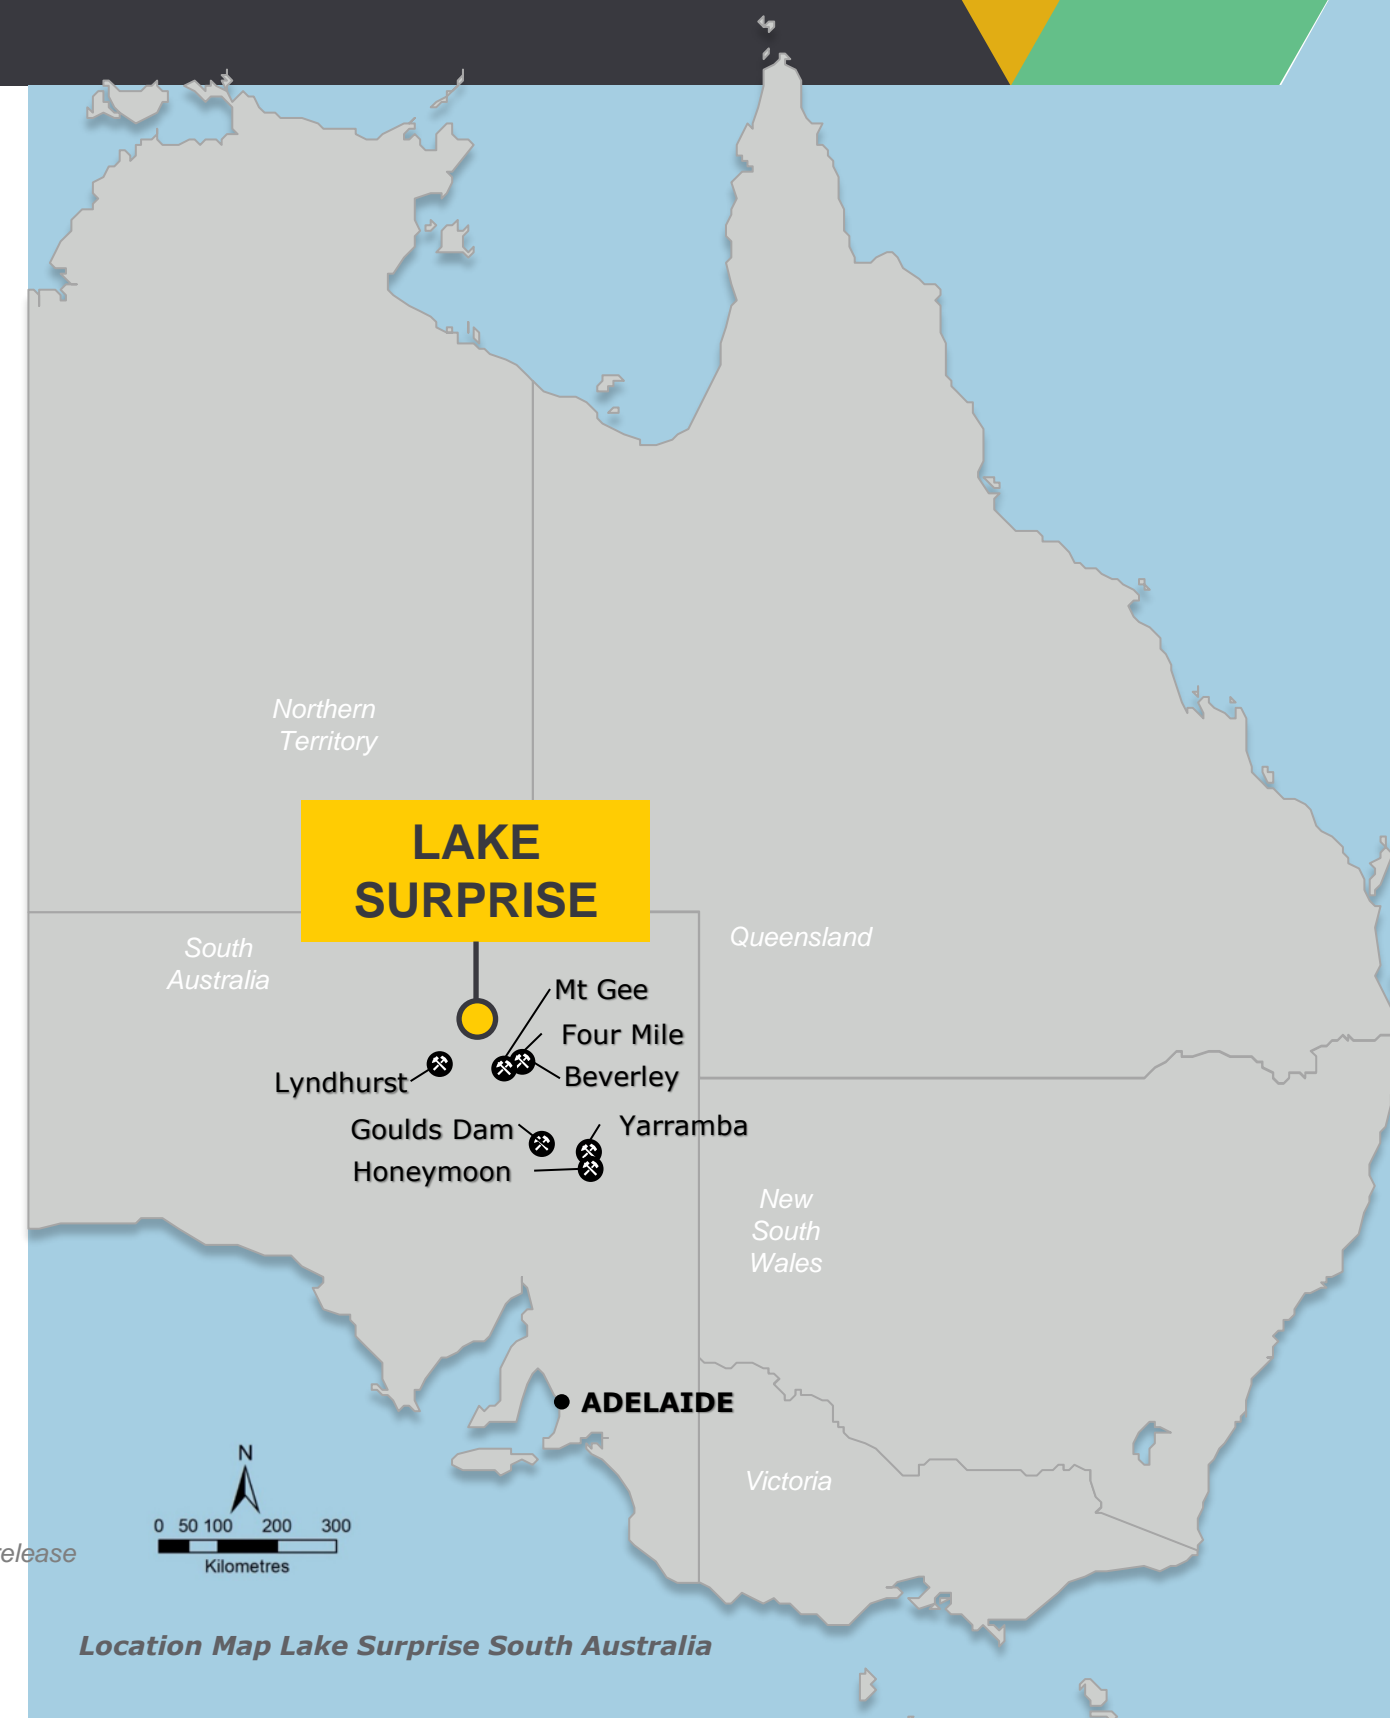 Northern
Territory
LAKE
SURPRISE
South
Australia
Queensland
Mt Gee
Four Mile
Beverley
Lyndhurst
Goulds Dam
Yarramba
Honeymoon
New
South
Wales
ADELAIDE
Victoria
N
0 50 100 200 300
Kilometres
elease
Location Map Lake Surprise South Australia